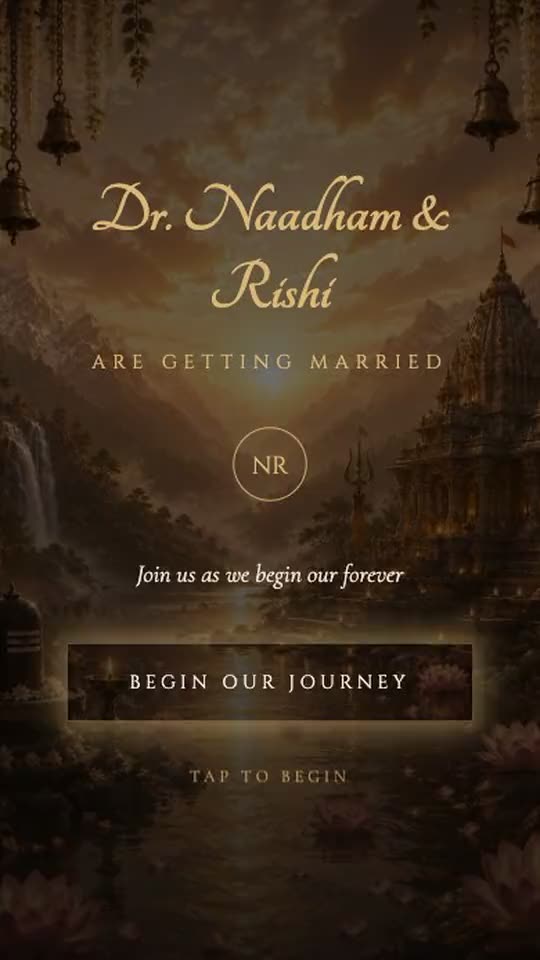 Dr. Naadham &
Rishi
ARE GETTING MARRIED
NR
Join us as we begin our forever
BEGIN OUR JOURNEY
TAP TO BEGIN